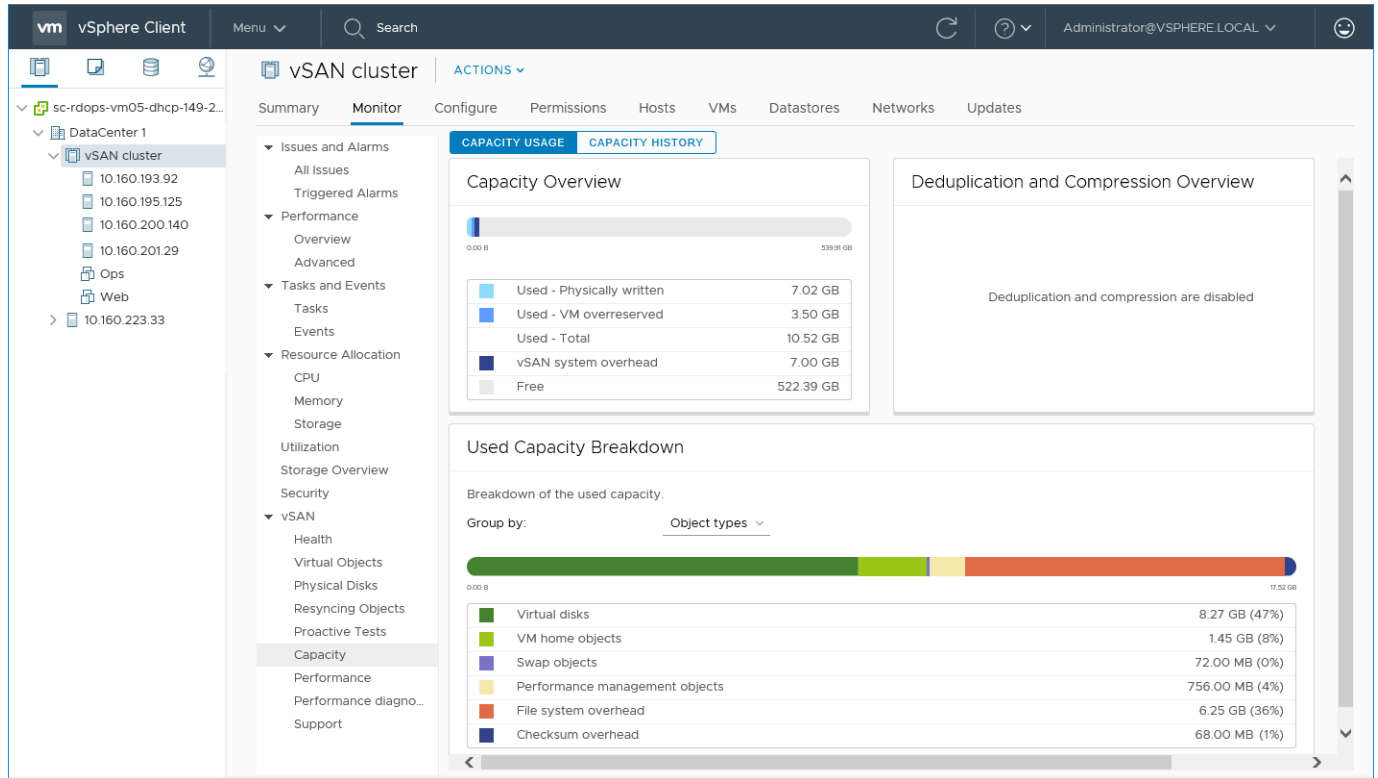 vm vSphere Client Menu Search Administrator@VSPHERE.LOCAL
sc-rdops-vm05-dhcp-149-2...
DataCenter 1
vSAN cluster
10.160.193.92
10.160.195.125
10.160.200.140
10.160.201.29
Ops
Web
10.160.223.33
vSAN cluster ACTIONS
Summary Monitor Configure Permissions Hosts VMs Datastores Networks Updates
Issues and Alarms
All Issues
Triggered Alarms
Performance
Overview
Advanced
Tasks and Events
Tasks
Events
Resource Allocation
CPU
Memory
Storage
Utilization
Storage Overview
Security
vSAN
Health
Virtual Objects
Physical Disks
Resyncing Objects
Proactive Tests
Capacity
Performance
Performance diagno...
Support
CAPACITY USAGE CAPACITY HISTORY
Capacity Overview
0.00 B 539.91 GB
Used - Physically written 7.02 GB
Used - VM overreserved 3.50 GB
Used - Total 10.52 GB
vSAN system overhead 7.00 GB
Free 522.39 GB
Deduplication and Compression Overview
Deduplication and compression are disabled
Used Capacity Breakdown
Breakdown of the used capacity.
Group by: Object types
0.00 B 17.52 GB
Virtual disks 8.27 GB (47%)
VM home objects 1.45 GB (8%)
Swap objects 72.00 MB (0%)
Performance management objects 756.00 MB (4%)
File system overhead 6.25 GB (36%)
Checksum overhead 68.00 MB (1%)